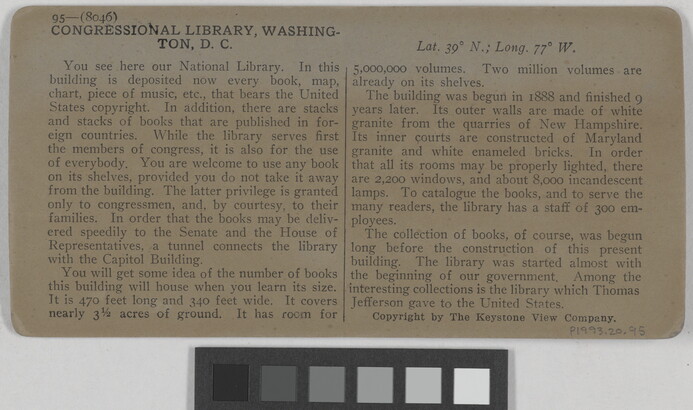 95—(8046)
CONGRESSIONAL LIBRARY, WASHING-
TON, D. C.
You see here our National Library. In this
building is deposited now every book, map,
chart, piece of music, etc., that bears the United
States copyright. In addition, there are stacks
and stacks of books that are published in for-
eign countries. While the library serves first
the members of congress, it is also for the use
of everybody. You are welcome to use any book
on its shelves, provided you do not take it away
from the building. The latter privilege is granted
only to congressmen, and, by courtesy, to their
families. In order that the books may be deliv-
ered speedily to the Senate and the House of
Representatives, a tunnel connects the library
with the Capitol Building.
You will get some idea of the number of books
this building will house when you learn its size.
It is 470 feet long and 340 feet wide. It covers
nearly 3½ acres of ground. It has room for
Lat. 39° N.; Long. 77° W.
5,000,000 volumes. Two million volumes are
already on its shelves.
The building was begun in 1888 and finished 9
years later. Its outer walls are made of white
granite from the quarries of New Hampshire.
Its inner courts are constructed of Maryland
granite and white enameled bricks. In order
that all its rooms may be properly lighted, there
are 2,200 windows, and about 8,000 incandescent
lamps. To catalogue the books, and to serve the
many readers, the library has a staff of 300 em-
ployees.
The collection of books, of course, was begun
long before the construction of this present
building. The library was started almost with
the beginning of our government. Among the
interesting collections is the library which Thomas
Jefferson gave to the United States.
Copyright by The Keystone View Company.
P1993.20.95